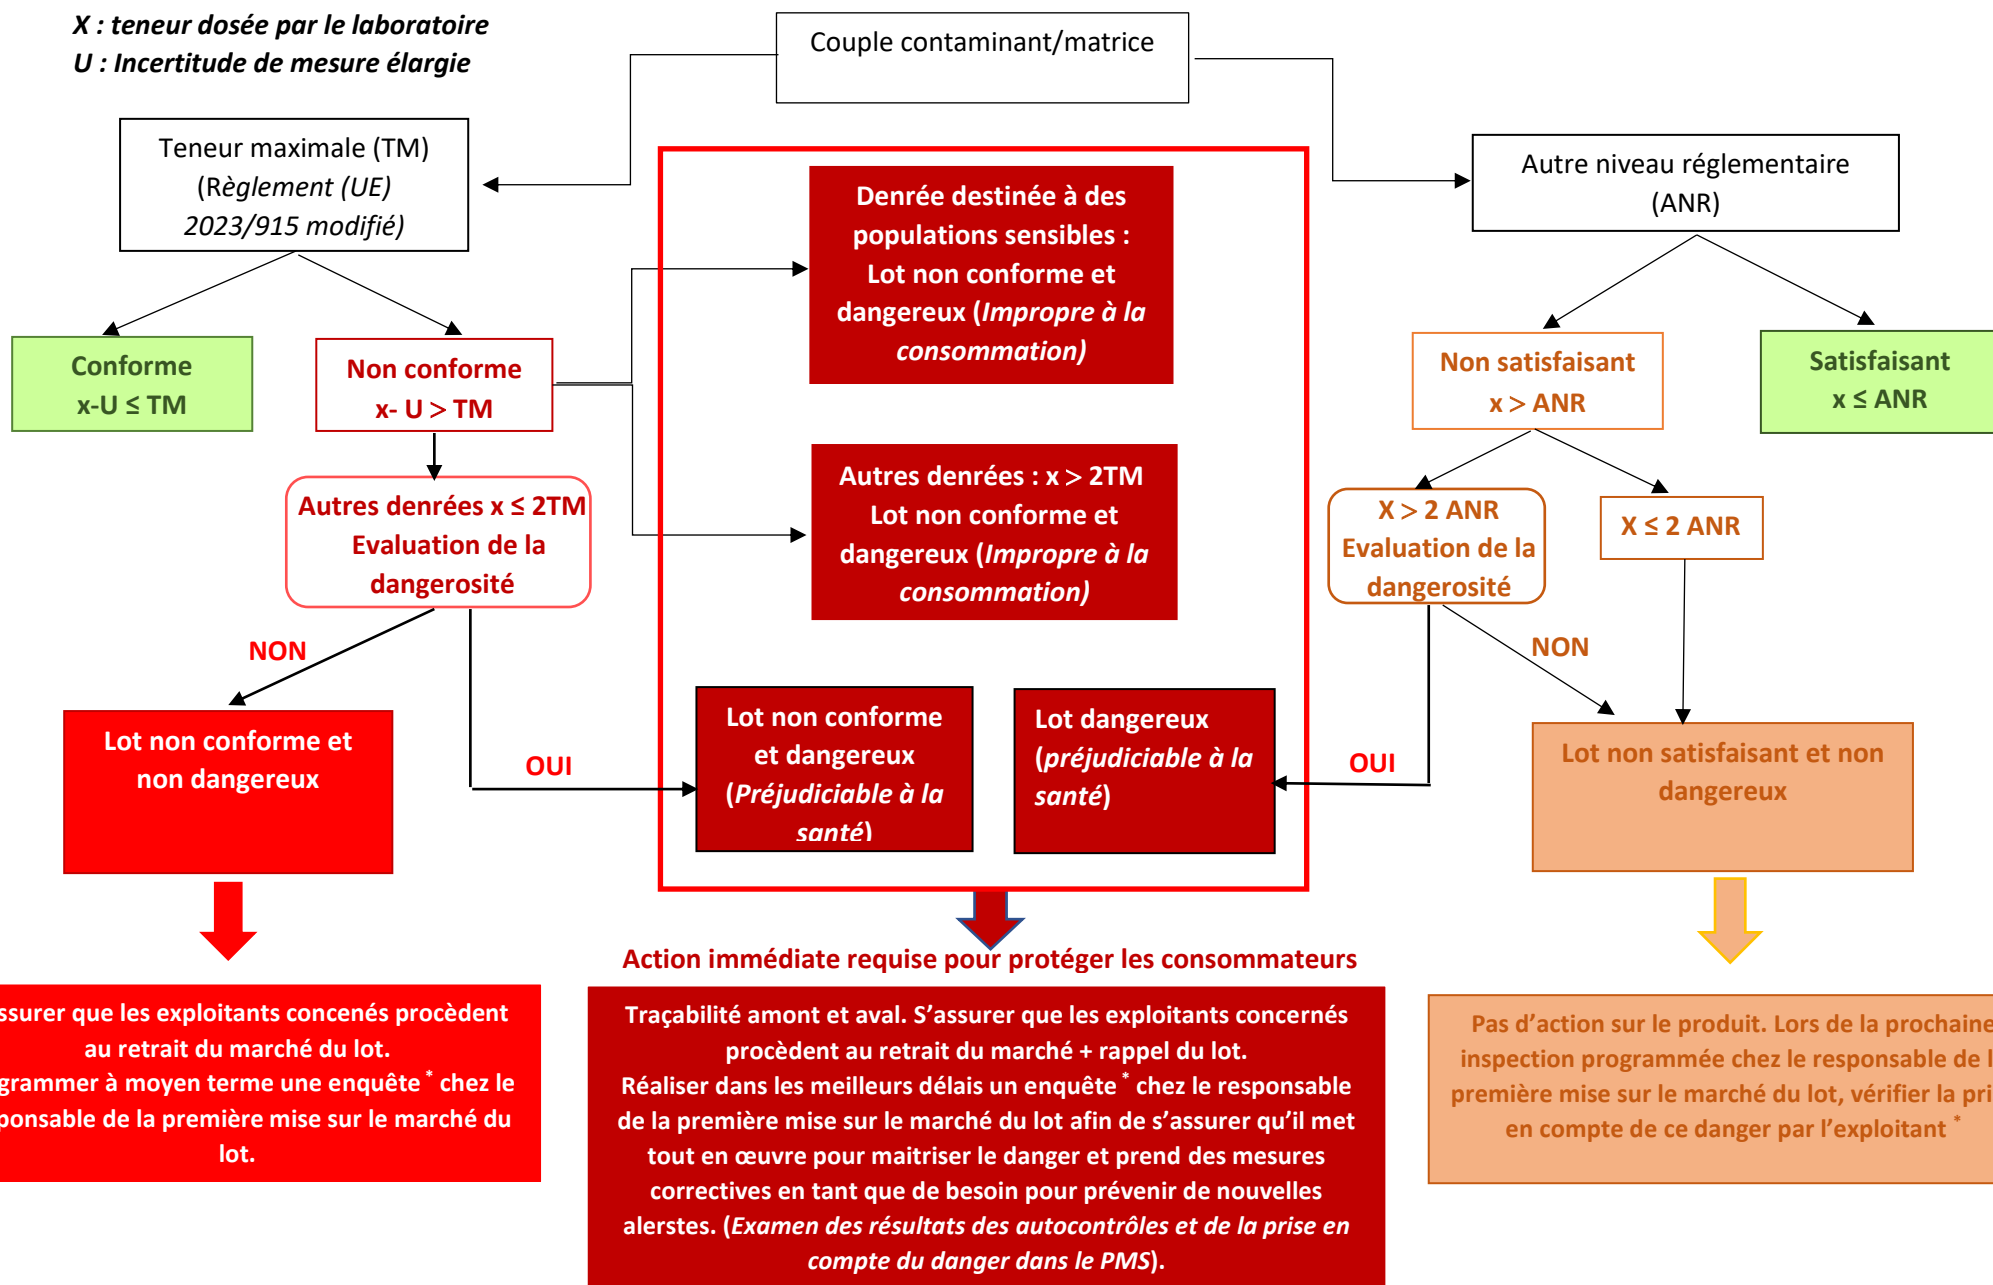 X : teneur dosée par le laboratoire
U : Incertitude de mesure élargie
Couple contaminant/matrice
Teneur maximale (TM)
(Règlement (UE)
2023/915 modifié)
Autre niveau réglementaire
(ANR)
Denrée destinée à des
populations sensibles :
Lot non conforme et
dangereux (Impropre à la
consommation)
Conforme
x-U ≤ TM
Non conforme
x- U > TM
Non satisfaisant
x > ANR
Satisfaisant
x ≤ ANR
Autres denrées x ≤ 2TM
Evaluation de la
dangerosité
Autres denrées : x > 2TM
Lot non conforme et
dangereux (Impropre à la
consommation)
X > 2 ANR
Evaluation de la
dangerosité
X ≤ 2 ANR
NON
OUI
OUI
NON
Lot non conforme et
non dangereux
Lot non conforme
et dangereux
(Préjudiciable à la
santé)
Lot dangereux
(préjudiciable à la
santé)
Lot non satisfaisant et non
dangereux
Action immédiate requise pour protéger les consommateurs
ssurer que les exploitants concenés procèdent
au retrait du marché du lot.
grammer à moyen terme une enquête * chez le
ponsable de la première mise sur le marché du
lot.
Traçabilité amont et aval. S’assurer que les exploitants concernés
procèdent au retrait du marché + rappel du lot.
Réaliser dans les meilleurs délais un enquête * chez le responsable
de la première mise sur le marché du lot afin de s’assurer qu’il met
tout en œuvre pour maitriser le danger et prend des mesures
correctives en tant que de besoin pour prévenir de nouvelles
alerstes. (Examen des résultats des autocontrôles et de la prise en
compte du danger dans le PMS).
Pas d’action sur le produit. Lors de la prochaine
inspection programmée chez le responsable de l
première mise sur le marché du lot, vérifier la pri
en compte de ce danger par l’exploitant *